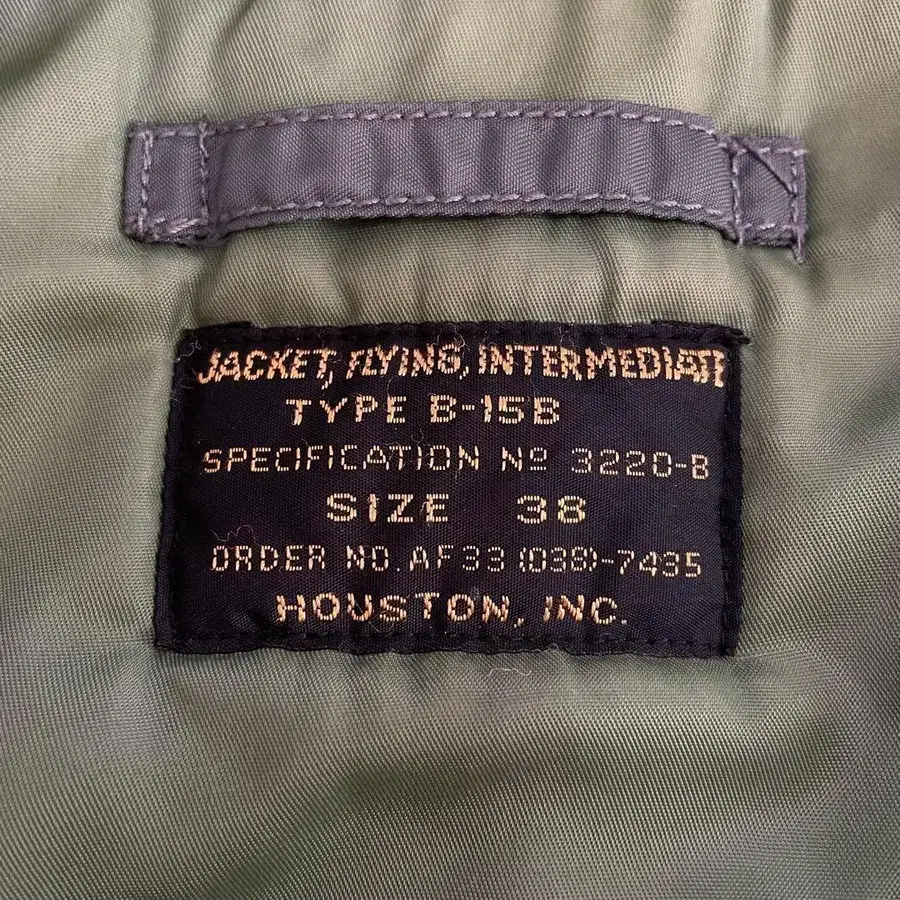 JACKET, FLYING, INTERMEDIATE
TYPE B-15B
SPECIFICATION Nº 3220-B
SIZE 38
ORDER NO. AF33 (038)-7435
HOUSTON, INC.